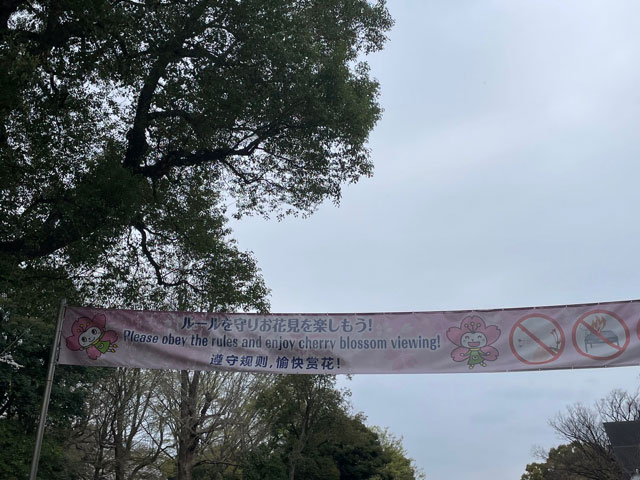 ルールを守りお花見を楽しもう!
Please obey the rules and enjoy cherry blossom viewing!
遵守规则,愉快赏花!